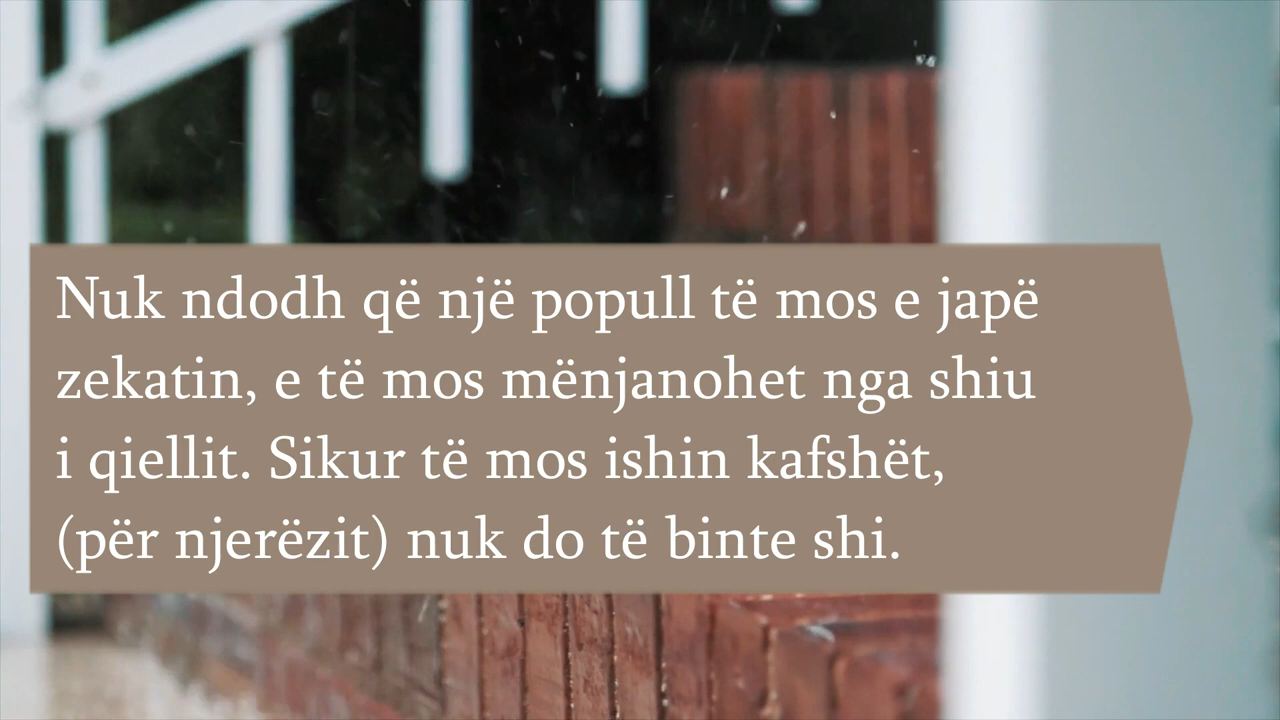 Nuk ndodh që një popull të mos e japë
zekatin, e të mos mënjanohet nga shiu
i qiellit. Sikur të mos ishin kafshët,
(për njerëzit) nuk do të binte shi.